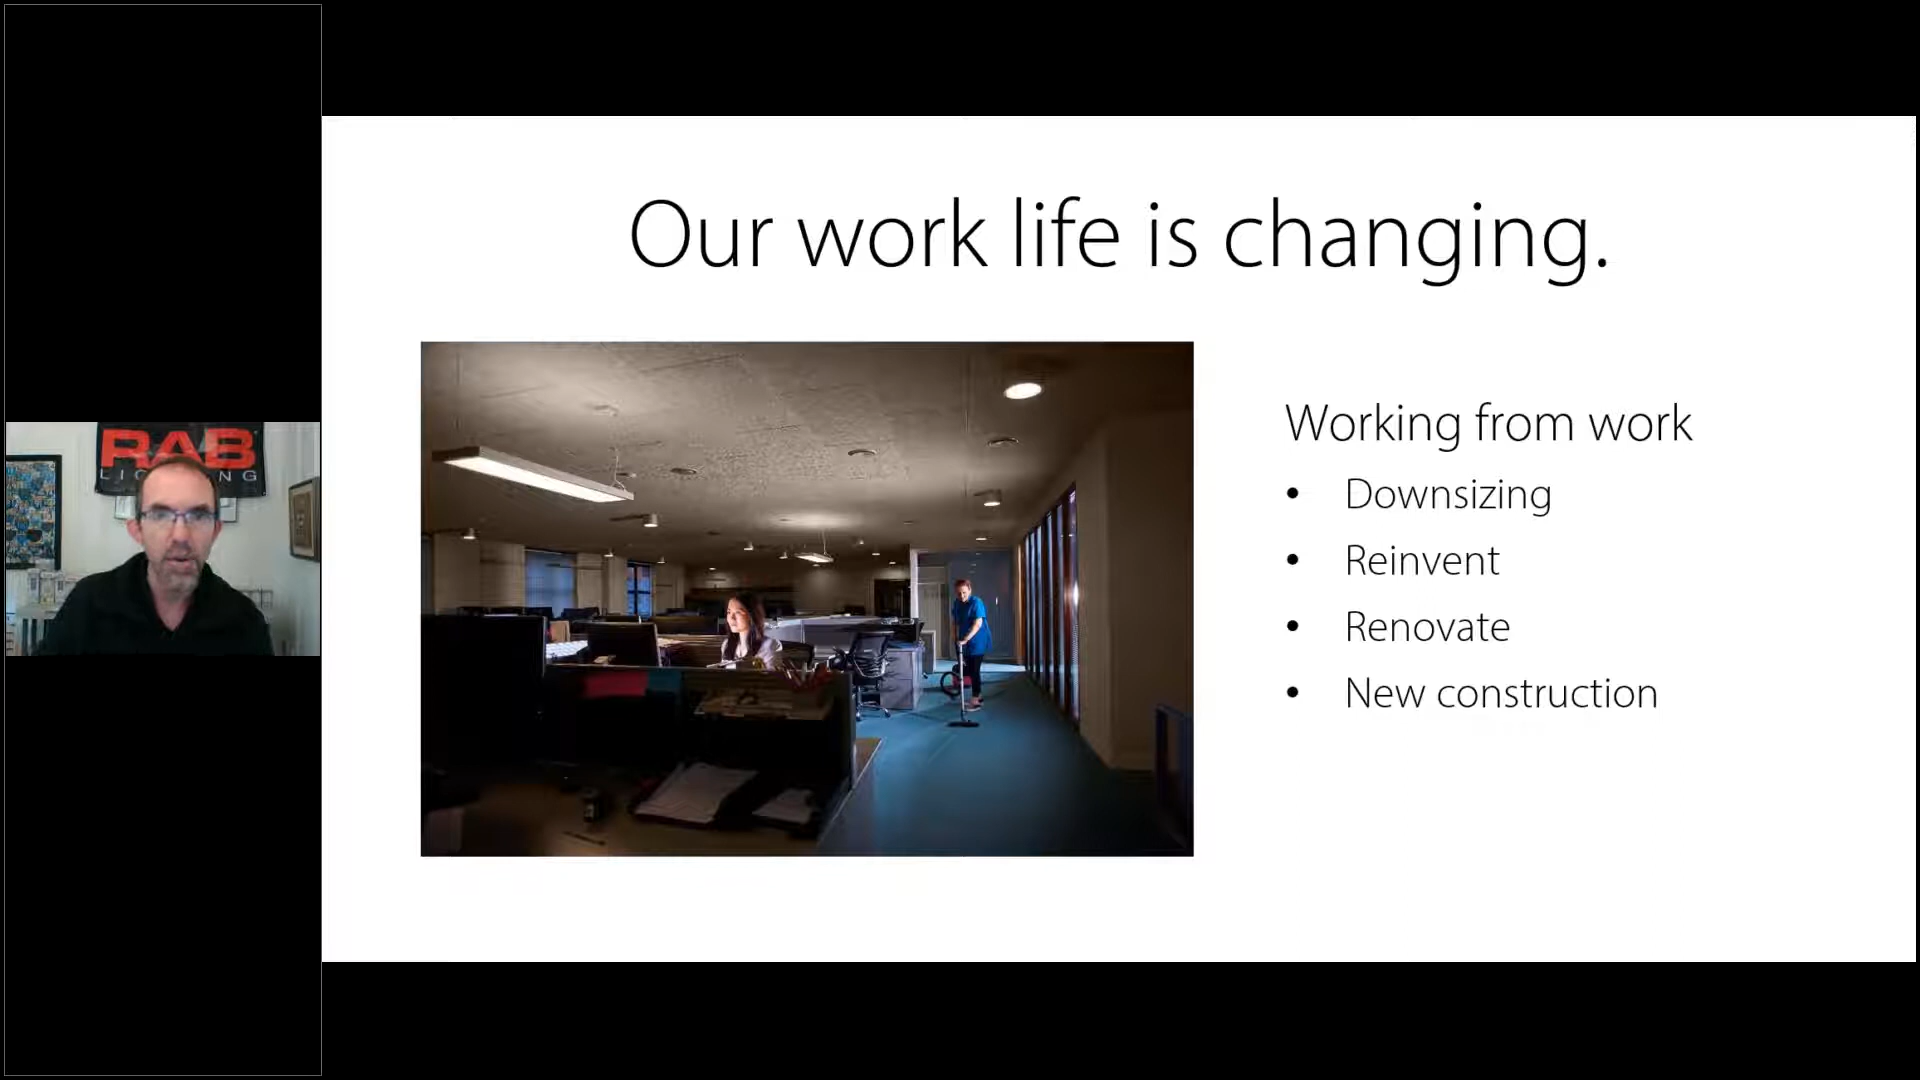 RAB
LIGHTING
Our work life is changing.
Working from work
• Downsizing
• Reinvent
• Renovate
• New construction